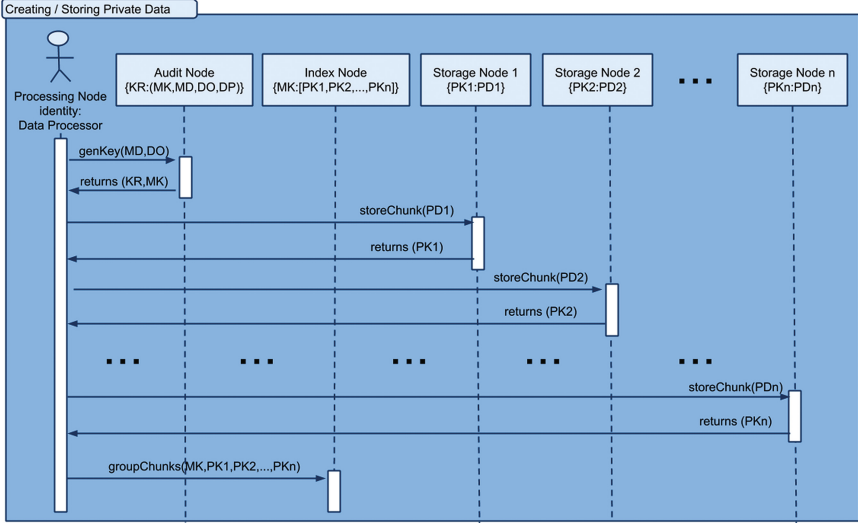 Creating / Storing Private Data
Processing Node
identity:
Data Processor
Audit Node
{KR:(MK,MD,DO,DP)}
Index Node
{MK:[PK1,PK2,...,PKn]}
Storage Node 1
{PK1:PD1}
Storage Node 2
{PK2:PD2}
...
Storage Node n
{PKn:PDn}
genKey(MD,DO)
returns (KR,MK)
storeChunk(PD1)
returns (PK1)
storeChunk(PD2)
returns (PK2)
... ... ... ... ...
storeChunk(PDn)
returns (PKn)
groupChunks(MK,PK1,PK2,...,PKn)